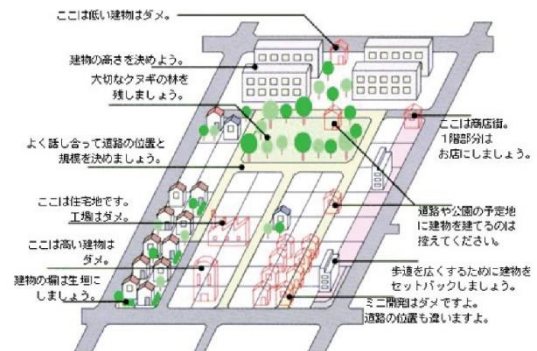 ここは低い建物はダメ。
建物の高さを決めよう。
大切なクヌギの林を
残しましょう。
よく話し合って道路の位置と
規模を決めましょう。
ここは住宅地です。
工場はダメ。
ここは高い建物は
ダメ。
建物の塀は生垣に
しましょう。
ここは商店街。
1階部分は
お店にしましょう。
道路や公園の予定地
に建物を建てるのは
控えてください。
歩道を広くするために建物を
セットバックしましょう。
ミニ開発はダメですよ。
道路の位置も違いますよ。